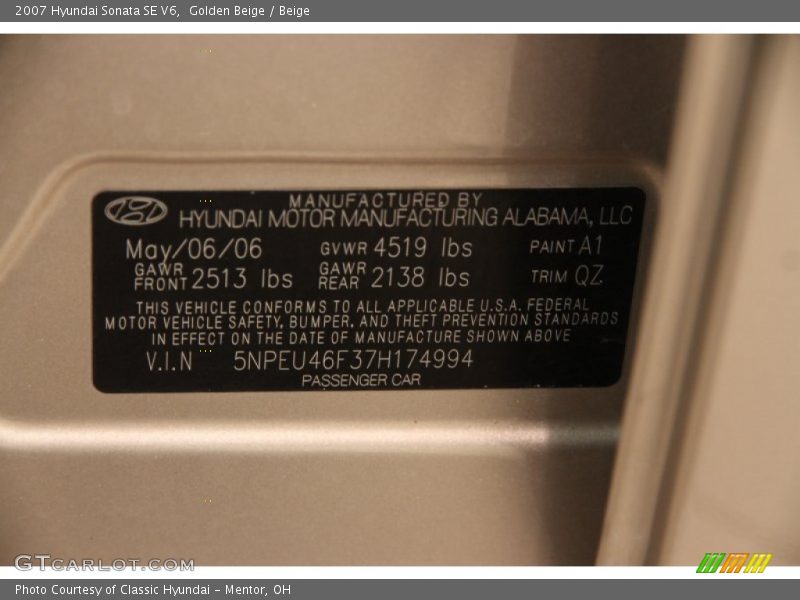 2007 Hyundai Sonata SE V6,  Golden Beige / Beige
MANUFACTURED BY
HYUNDAI MOTOR MANUFACTURING ALABAMA, LLC
May/06/06 GVWR 4519 lbs PAINT A1
GAWR FRONT 2513 lbs GAWR REAR 2138 lbs TRIM QZ
THIS VEHICLE CONFORMS TO ALL APPLICABLE U.S.A. FEDERAL
MOTOR VEHICLE SAFETY, BUMPER, AND THEFT PREVENTION STANDARDS
IN EFFECT ON THE DATE OF MANUFACTURE SHOWN ABOVE
V.I.N 5NPEU46F37H174994
PASSENGER CAR
GTCARLOT.COM
Photo Courtesy of Classic Hyundai - Mentor, OH